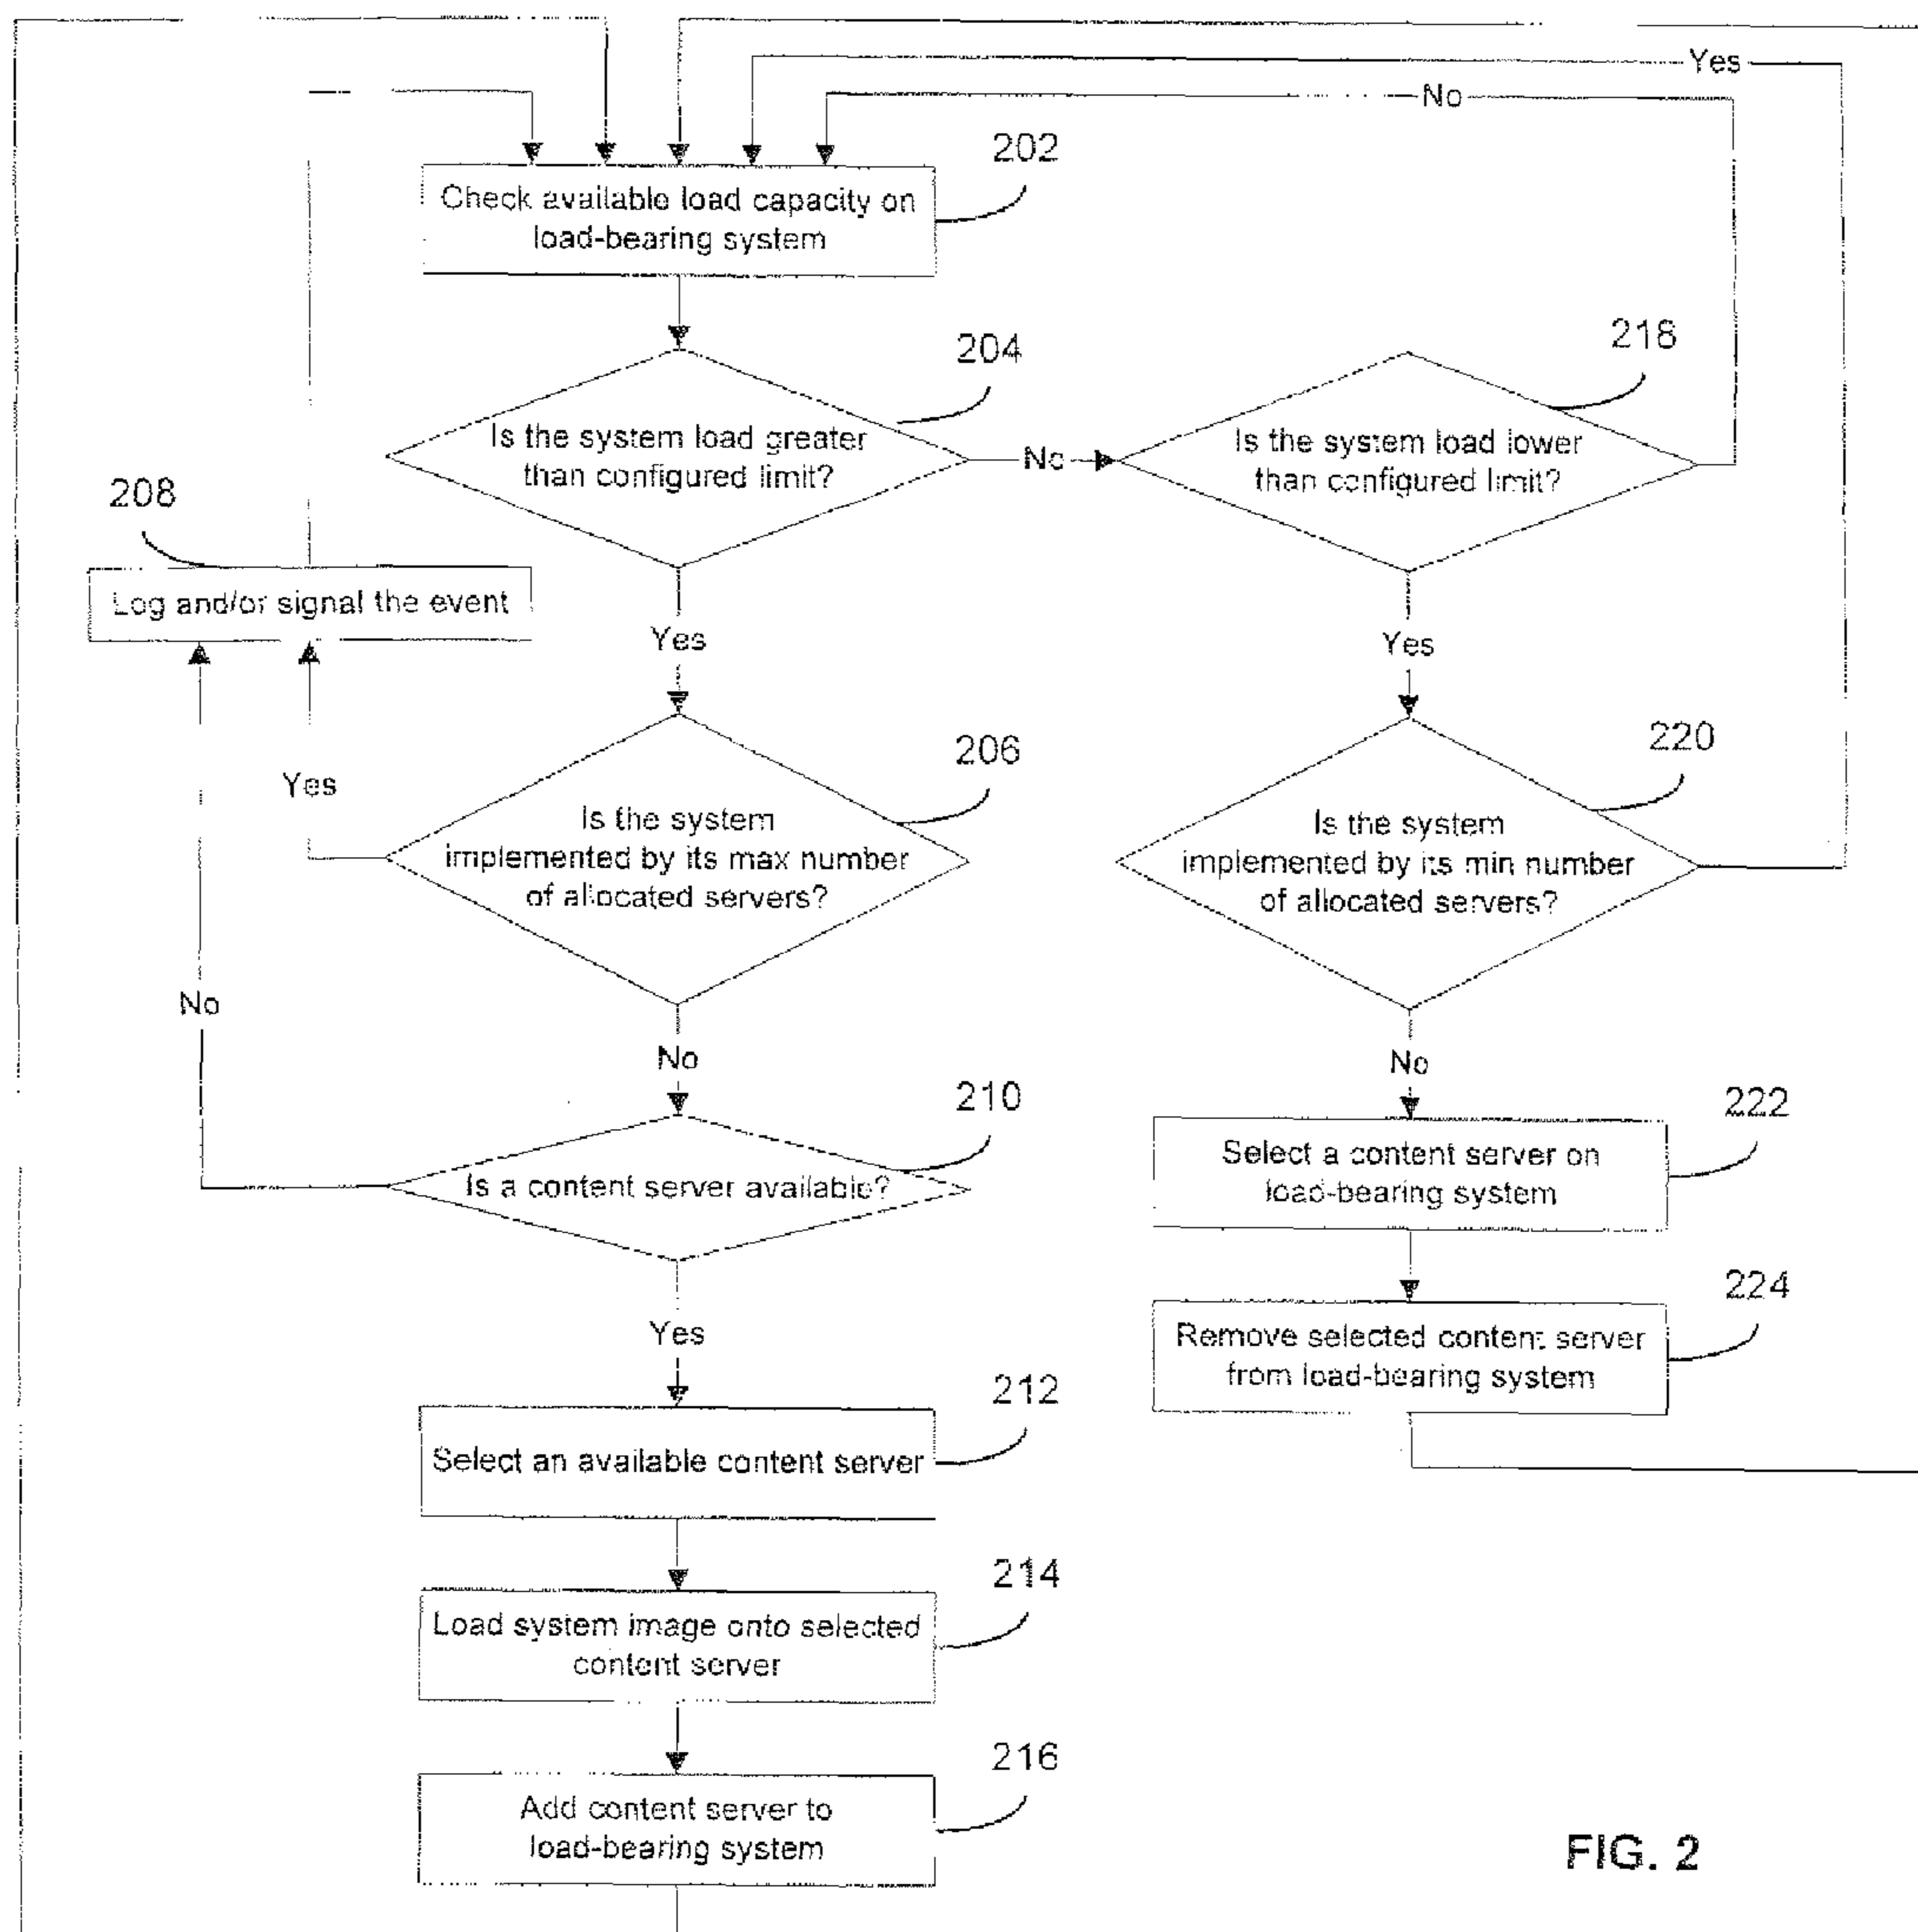 Yes
No
202
Check available load capacity on
load-bearing system
204
Is the system load greater
than configured limit?
No
218
Is the system load lower
than configured limit?
208
Log and/or signal the event
Yes
Yes
206
Is the system
implemented by its max number
of allocated servers?
Yes
220
Is the system
implemented by its min number
of allocated servers?
No
No
No
210
Is a content server available?
222
Select a content server on
load-bearing system
Yes
224
Remove selected content server
from load-bearing system
212
Select an available content server
214
Load system image onto selected
content server
216
Add content server to
load-bearing system
FIG. 2